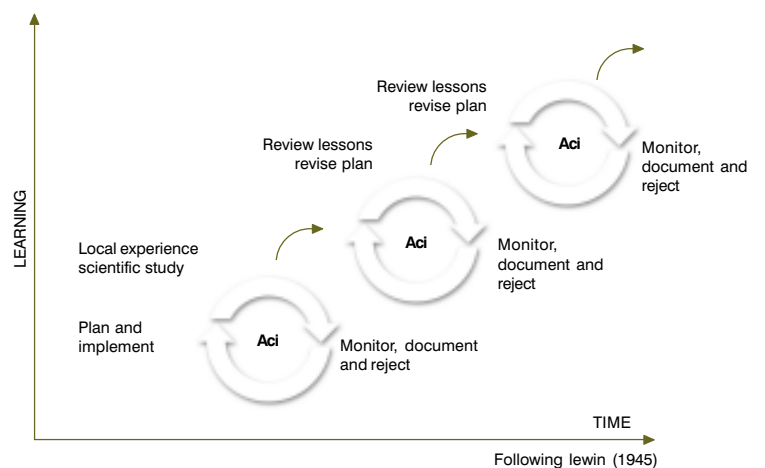 Review lessons
revise plan
Aci
Monitor,
document and
reject
Review lessons
revise plan
Aci
Monitor,
document and
reject
LEARNING
Local experience
scientific study
Plan and
implement
Aci
Monitor, document
and reject
TIME
Following lewin (1945)